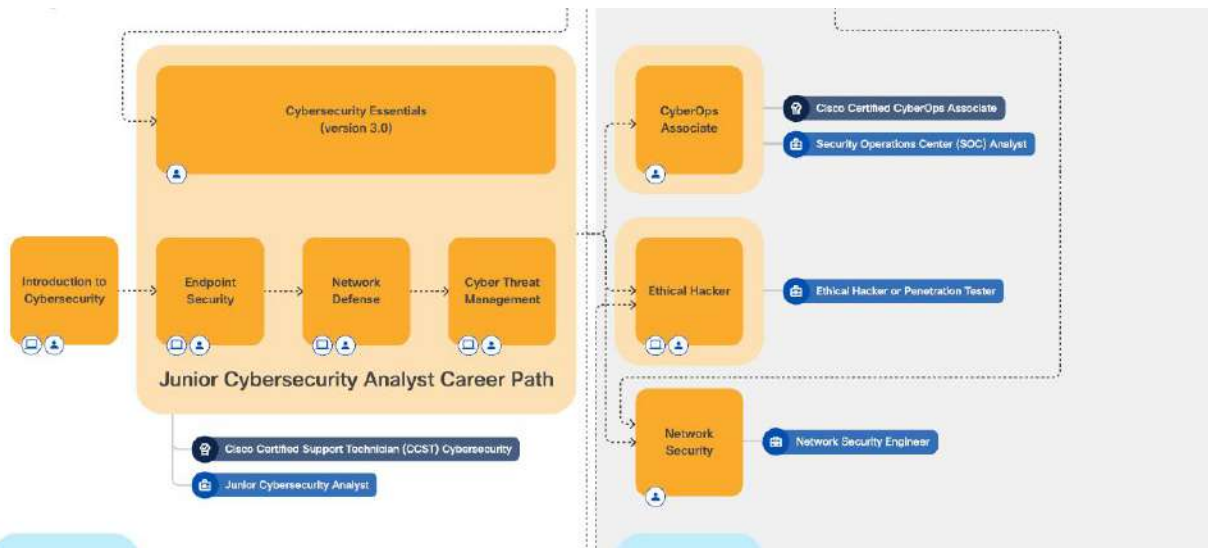 Cybersecurity Essentials
(version 3.0)
Introduction to
Cybersecurity
Endpoint
Security
Network
Defense
Cyber Threat
Management
Junior Cybersecurity Analyst Career Path
Cisco Certified Support Technician (CCST) Cybersecurity
Junior Cybersecurity Analyst
CyberOps
Associate
Cisco Certified CyberOps Associate
Security Operations Center (SOC) Analyst
Ethical Hacker
Ethical Hacker or Penetration Tester
Network
Security
Network Security Engineer